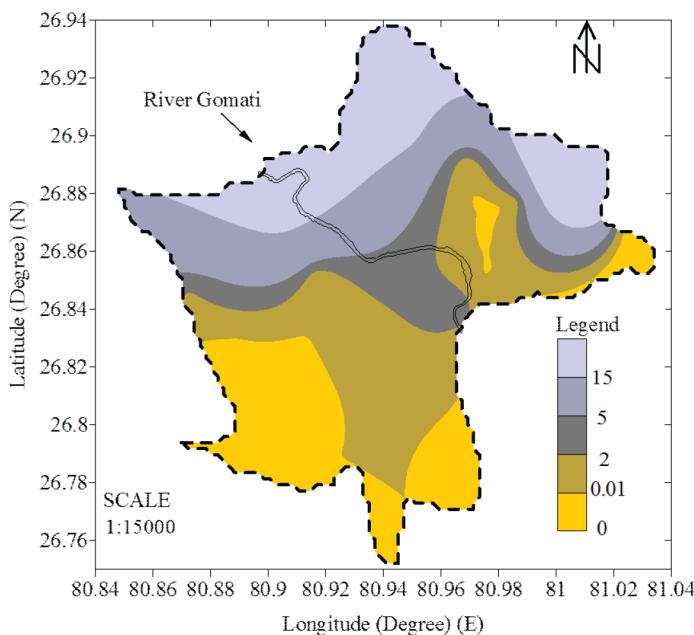 26.94
26.92
26.9
26.88
26.86
26.84
26.82
26.8
26.78
26.76
Latitude (Degree) (N)
River Gomati
N
Legend
15
5
2
0.01
0
SCALE
1:15000
80.84 80.86 80.88 80.9 80.92 80.94 80.96 80.98 81 81.02 81.04
Longitude (Degree) (E)